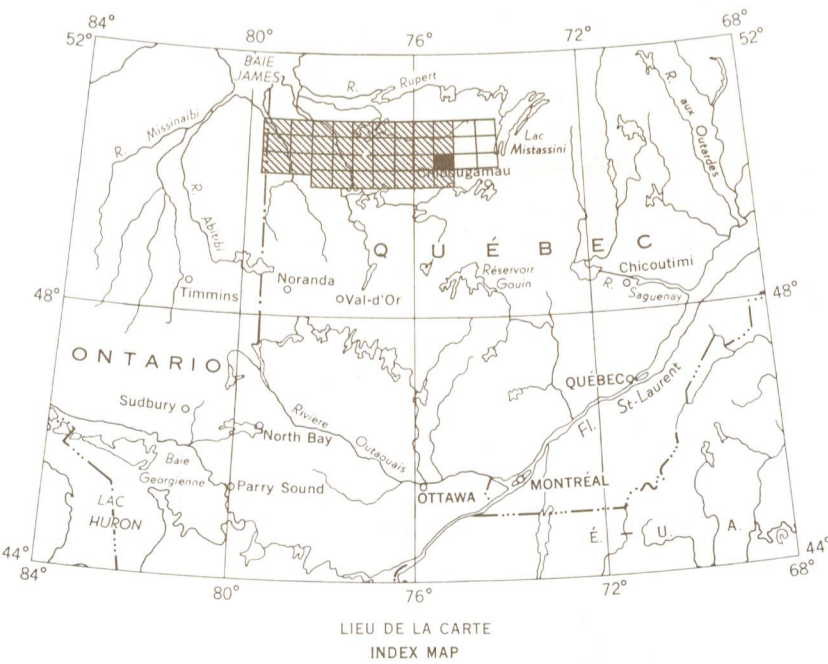 84°
80°
76°
72°
68°
52°
52°
BAIE
JAMES
R. Rupert
R. aux Outardes
R. Missinaibi
Lac
Mistassini
Chibougamau
R. Abitibi
QUÉBEC
Chicoutimi
Réservoir
Gouin
R. Saguenay
Noranda
Timmins
Val-d'Or
48°
48°
ONTARIO
QUÉBEC
Fl. St-Laurent
Sudbury
Rivière Outaouais
North Bay
Baie
Georgienne
Parry Sound
OTTAWA
MONTRÉAL
LAC
HURON
É. U. A.
44°
44°
84°
80°
76°
72°
68°
LIEU DE LA CARTE
INDEX MAP